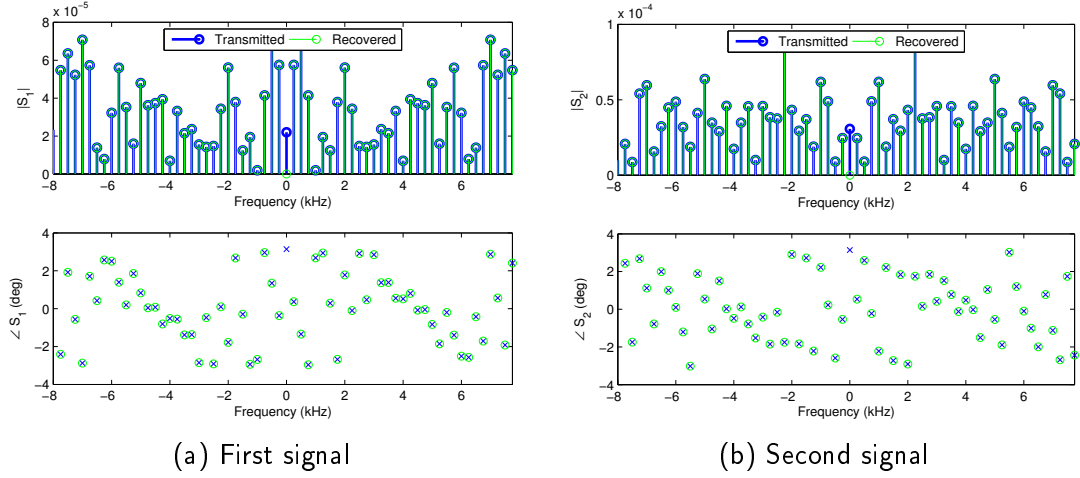 x 10⁻⁵
8
6
4
2
0
|S₁|
Transmitted Recovered
−8 −6 −4 −2 0 2 4 6
Frequency (kHz)
4
2
0
−2
−4
∠ S₁ (deg)
−8 −6 −4 −2 0 2 4 6
Frequency (kHz)
(a) First signal
x 10⁻⁴
1
0.5
0
|S₂|
Transmitted Recovered
−8 −6 −4 −2 0 2 4 6
Frequency (kHz)
4
2
0
−2
−4
∠ S₂ (deg)
−8 −6 −4 −2 0 2 4 6
Frequency (kHz)
(b) Second signal